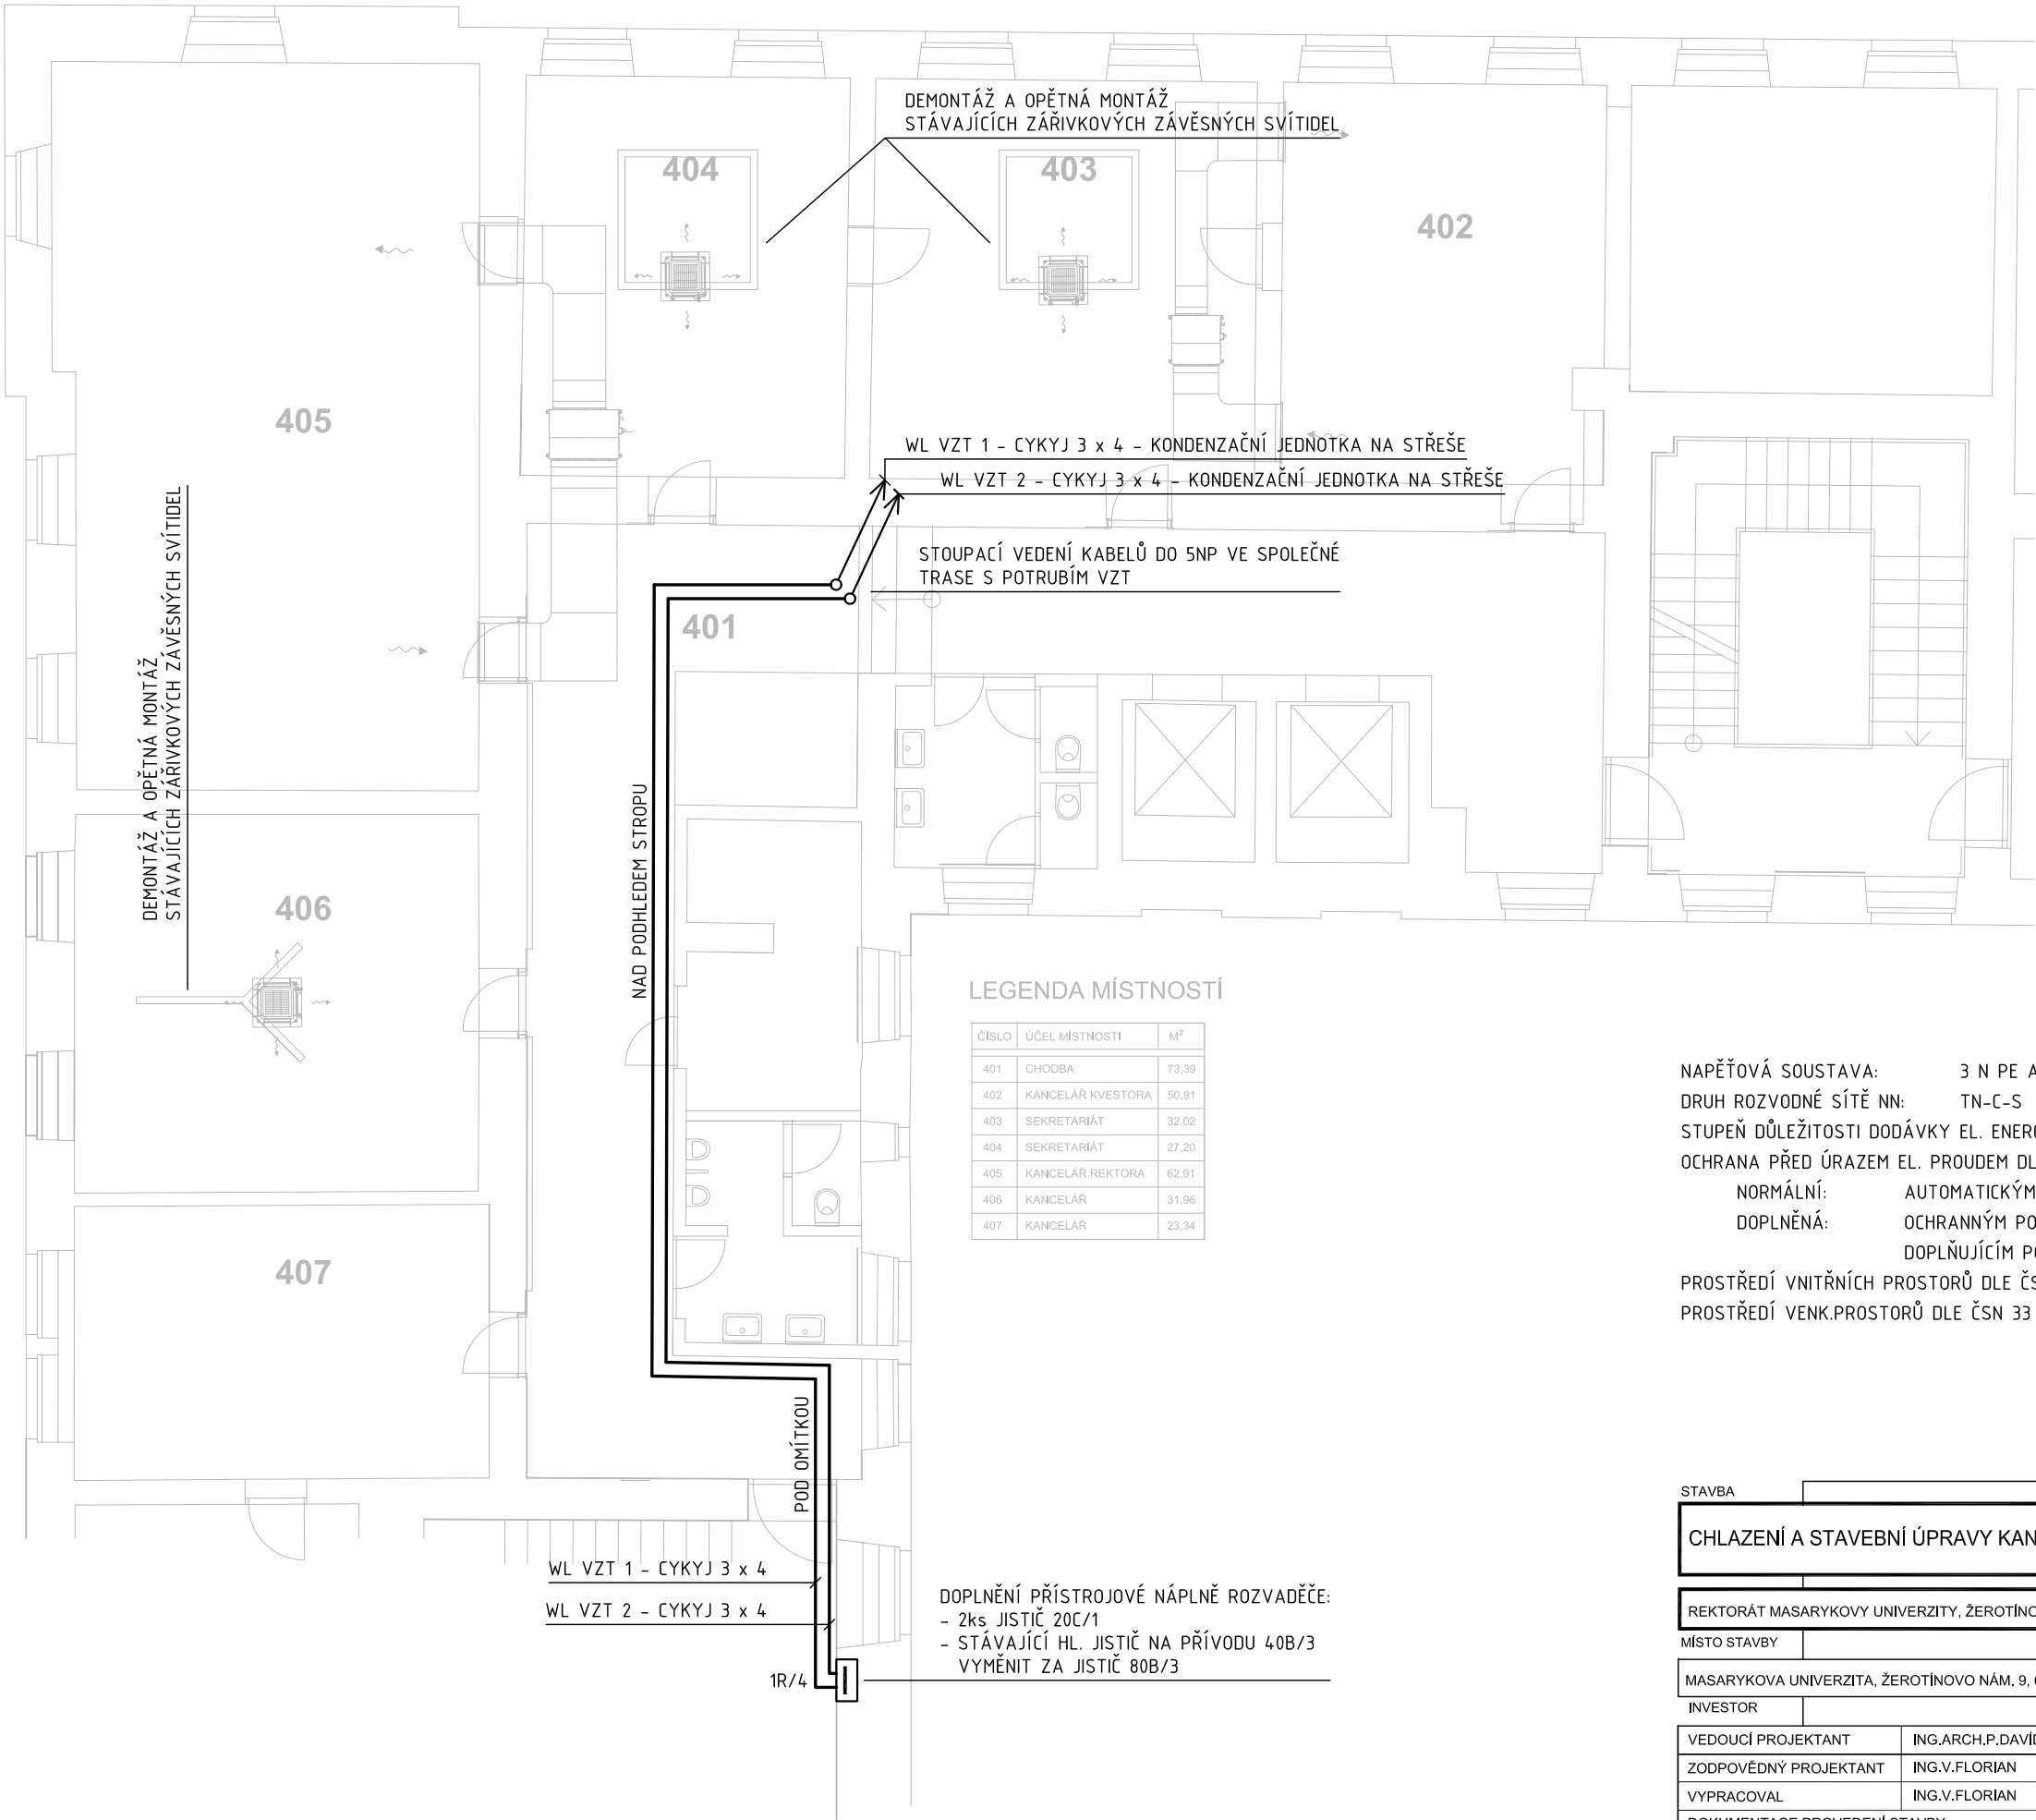 DEMONTÁŽ A OPĚTNÁ MONTÁŽ
STÁVAJÍCÍCH ZÁŘIVKOVÝCH ZÁVĚSNÝCH SVÍTIDEL
404
403
402
405
WL VZT 1 - CYKYJ 3 x 4 - KONDENZAČNÍ JEDNOTKA NA STŘEŠE
WL VZT 2 - CYKYJ 3 x 4 - KONDENZAČNÍ JEDNOTKA NA STŘEŠE
STOUPACÍ VEDENÍ KABELŮ DO 5NP VE SPOLEČNÉ
TRASE S POTRUBÍM VZT
401
DEMONTÁŽ A OPĚTNÁ MONTÁŽ
STÁVAJÍCÍCH ZÁŘIVKOVÝCH ZÁVĚSNÝCH SVÍTIDEL
NAD PODHLEDEM STROPU
406
407
LEGENDA MÍSTNOSTÍ
ČÍSLO ÚČEL MÍSTNOSTI M²
401 CHODBA 73,39
402 KANCELÁŘ KVESTORA 50,91
403 SEKRETARIÁT 32,02
404 SEKRETARIÁT 27,20
405 KANCELÁŘ REKTORA 62,91
406 KANCELÁŘ 31,96
407 KANCELÁŘ 23,34
NAPĚŤOVÁ SOUSTAVA: 3 N PE A
DRUH ROZVODNÉ SÍTĚ NN: TN-C-S
STUPEŇ DŮLEŽITOSTI DODÁVKY EL. ENER
OCHRANA PŘED ÚRAZEM EL. PROUDEM DL
NORMÁLNÍ: AUTOMATICKÝM
DOPLNĚNÁ: OCHRANNÝM PO
DOPLŇUJÍCÍM P
PROSTŘEDÍ VNITŘNÍCH PROSTORŮ DLE ČS
PROSTŘEDÍ VENK.PROSTORŮ DLE ČSN 33
POD OMÍTKOU
WL VZT 1 - CYKYJ 3 x 4
WL VZT 2 - CYKYJ 3 x 4
1R/4
DOPLNĚNÍ PŘÍSTROJOVÉ NÁPLNĚ ROZVADĚČE:
- 2ks JISTIČ 20C/1
- STÁVAJÍCÍ HL. JISTIČ NA PŘÍVODU 40B/3
VYMĚNIT ZA JISTIČ 80B/3
STAVBA
CHLAZENÍ A STAVEBNÍ ÚPRAVY KAN
REKTORÁT MASARYKOVY UNIVERZITY, ŽEROTÍNO
MÍSTO STAVBY
MASARYKOVA UNIVERZITA, ŽEROTÍNOVO NÁM. 9,
INVESTOR
VEDOUCÍ PROJEKTANT ING.ARCH.P.DAVÍD
ZODPOVĚDNÝ PROJEKTANT ING.V.FLORIAN
VYPRACOVAL ING.V.FLORIAN
DOKUMENTACE PROVEDENÍ STAVBY